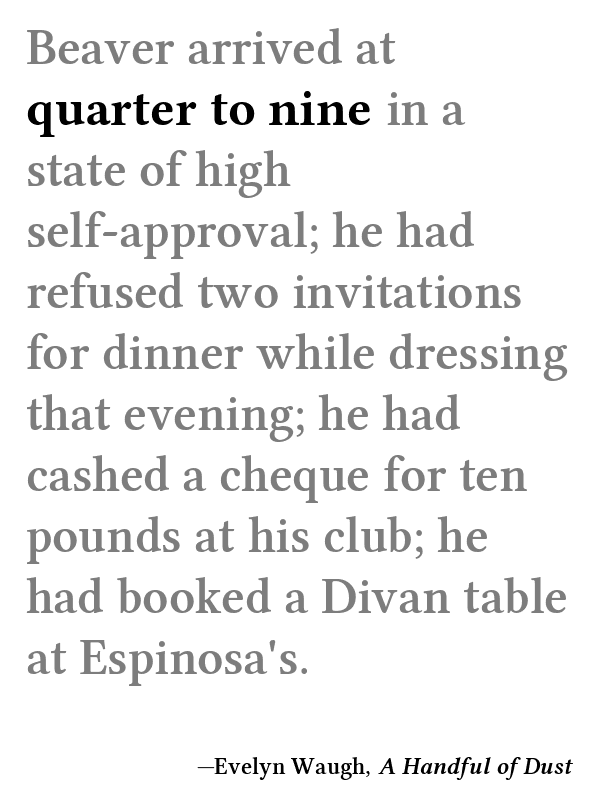 Beaver arrived at
quarter to nine in a
state of high
self-approval; he had
refused two invitations
for dinner while dressing
that evening; he had
cashed a cheque for ten
pounds at his club; he
had booked a Divan table
at Espinosa's.
—Evelyn Waugh, A Handful of Dust